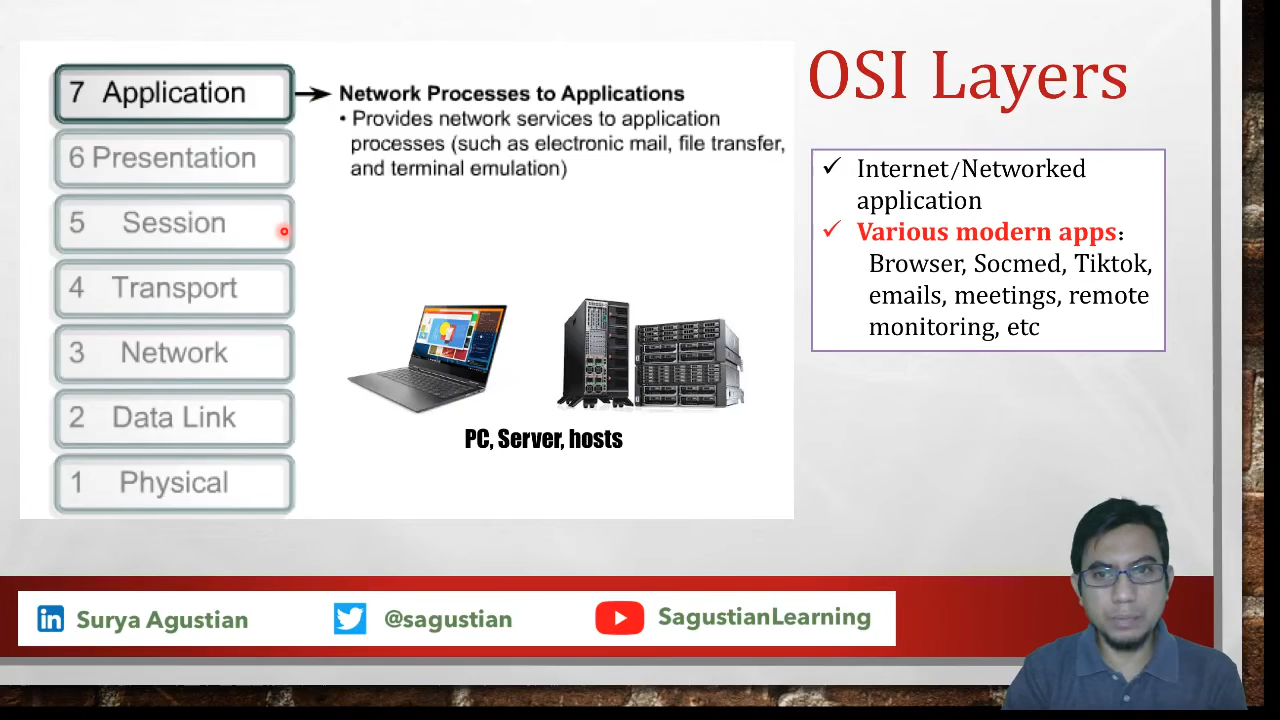 OSI Layers
7 Application
6 Presentation
5 Session
4 Transport
3 Network
2 Data Link
1 Physical
Network Processes to Applications
• Provides network services to application
processes (such as electronic mail, file transfer,
and terminal emulation)
PC, Server, hosts
✓ Internet/Networked
application
✓ Various modern apps:
Browser, Socmed, Tiktok,
emails, meetings, remote
monitoring, etc
in Surya Agustian
@sagustian
SagustianLearning